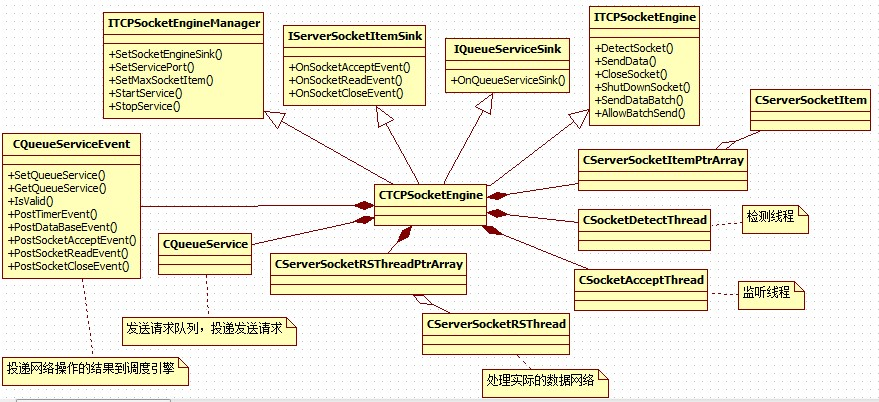 ITCPSocketEngineManager
+SetSocketEngineSink()
+SetServicePort()
+SetMaxSocketItem()
+StartService()
+StopService()
IServerSocketItemSink
+OnSocketAcceptEvent()
+OnSocketReadEvent()
+OnSocketCloseEvent()
IQueueServiceSink
+OnQueueServiceSink()
ITCPSocketEngine
+DetectSocket()
+SendData()
+CloseSocket()
+ShutDownSocket()
+SendDataBatch()
+AllowBatchSend()
CServerSocketItem
CQueueServiceEvent
+SetQueueService()
+GetQueueService()
+IsValid()
+PostTimerEvent()
+PostDataBaseEvent()
+PostSocketAcceptEvent()
+PostSocketReadEvent()
+PostSocketCloseEvent()
CServerSocketItemPtrArray
CTCPSocketEngine
CSocketDetectThread
检测线程
CQueueService
CServerSocketRSThreadPtrArray
CSocketAcceptThread
监听线程
发送请求队列，投递发送请求
CServerSocketRSThread
投递网络操作的结果到调度引擎
处理实际的数据网络